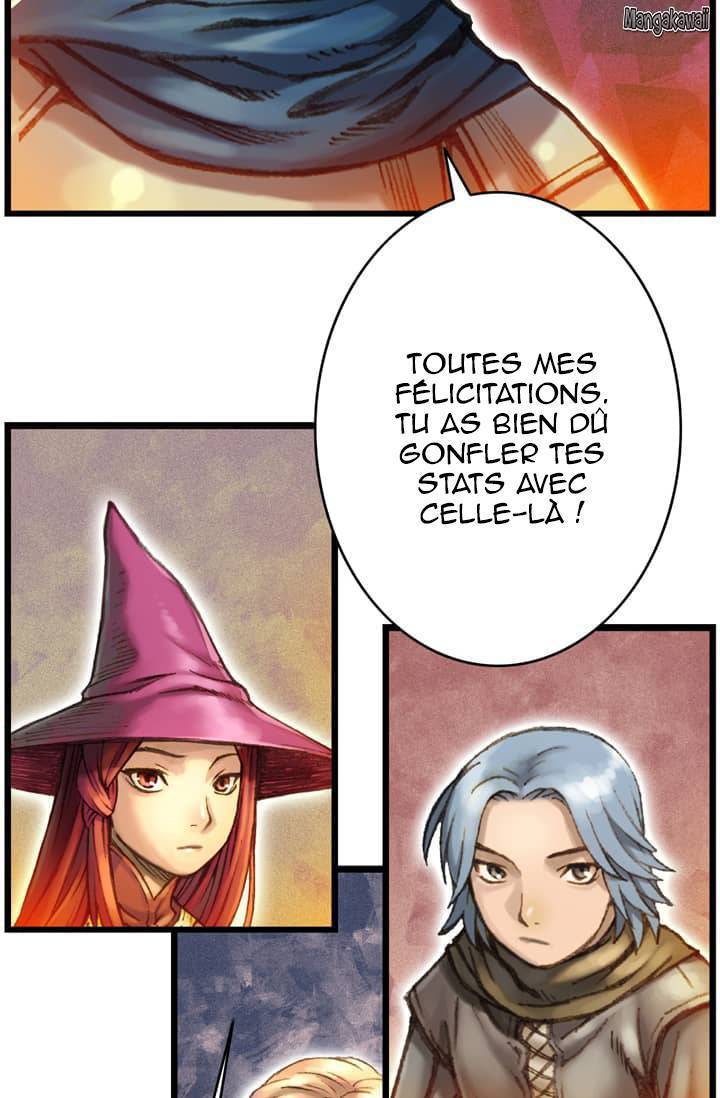 Mangakawaii
TOUTES MES
FÉLICITATIONS.
TU AS BIEN DÛ
GONFLER TES
STATS AVEC
CELLE-LÀ !